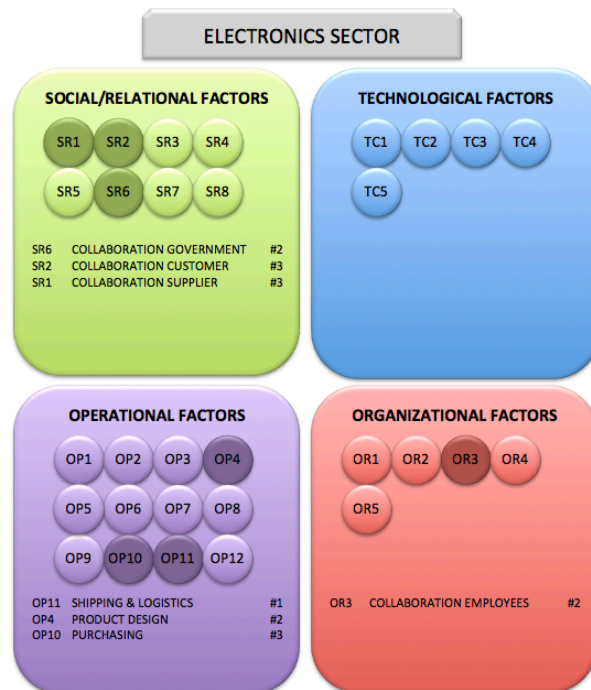 ELECTRONICS SECTOR
SOCIAL/RELATIONAL FACTORS
SR1 SR2 SR3 SR4
SR5 SR6 SR7 SR8
SR6 COLLABORATION GOVERNMENT #2
SR2 COLLABORATION CUSTOMER #3
SR1 COLLABORATION SUPPLIER #3
TECHNOLOGICAL FACTORS
TC1 TC2 TC3 TC4
TC5
OPERATIONAL FACTORS
OP1 OP2 OP3 OP4
OP5 OP6 OP7 OP8
OP9 OP10 OP11 OP12
OP11 SHIPPING & LOGISTICS #1
OP4 PRODUCT DESIGN #2
OP10 PURCHASING #3
ORGANIZATIONAL FACTORS
OR1 OR2 OR3 OR4
OR5
OR3 COLLABORATION EMPLOYEES #2